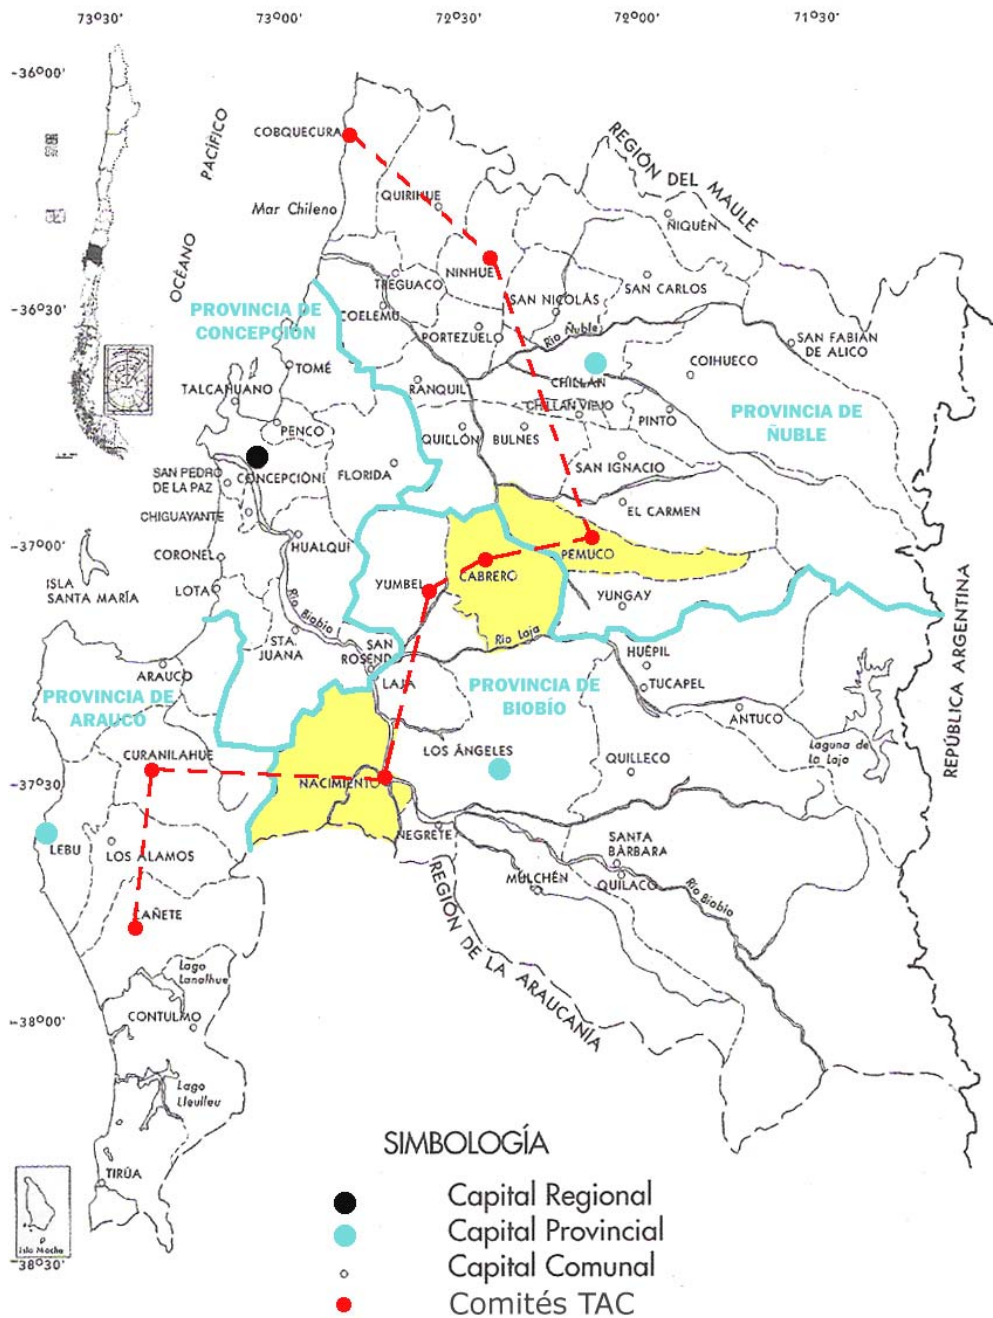 73°30'
73°00'
72°30'
72°00'
71°30'
-36°00'
COBQUECURA
PACÍFICO
REGIÓN DEL MAULE
QUIRIHUE
Mar Chileno
ÑIQUÉN
OCÉANO
NINHUE
TREGUACO
SAN CARLOS
SAN NICOLÁS
-36°30'
PROVINCIA DE
CONCEPCIÓN
COELEMU
PORTEZUELO
Río Ñuble
SAN FABIÁN
DE ALICO
COIHUECO
TOMÉ
TALCAHUANO
RANQUIL
CHILLÁN
CHILLÁN VIEJO
PINTO
PROVINCIA DE
ÑUBLE
PENCO
QUILLÓN
BULNES
SAN PEDRO
DE LA PAZ
CONCEPCIÓN
FLORIDA
SAN IGNACIO
CHIGUAYANTE
EL CARMEN
-37°00'
HUALQUI
CORONEL
PEMUCO
ISLA
SANTA MARÍA
LOTA
YUMBEL
CABRERO
YUNGAY
Río Biobío
STA.
JUANA
SAN
ROSEND
Río Laja
HUÉPIL
REPÚBLICA ARGENTINA
ARAUCO
LAJA
TUCAPEL
PROVINCIA DE
ARAUCO
PROVINCIA DE
BIOBÍO
ANTUCO
CURANILAHUE
LOS ÁNGELES
QUILLECO
Laguna de
la Laja
-37°30'
NACIMIENTO
NEGRETE
LEBU
LOS ÁLAMOS
SANTA
BÁRBARA
MULCHÉN
QUILACO
Río Biobío
REGIÓN DE LA ARAUCANÍA
CAÑETE
Lago
Lanalhue
-38°00'
CONTULMO
Lago
Lleulleu
SIMBOLOGÍA
TIRÚA
Capital Regional
Capital Provincial
Isla Mocha
-38°30'
Capital Comunal
Comités TAC